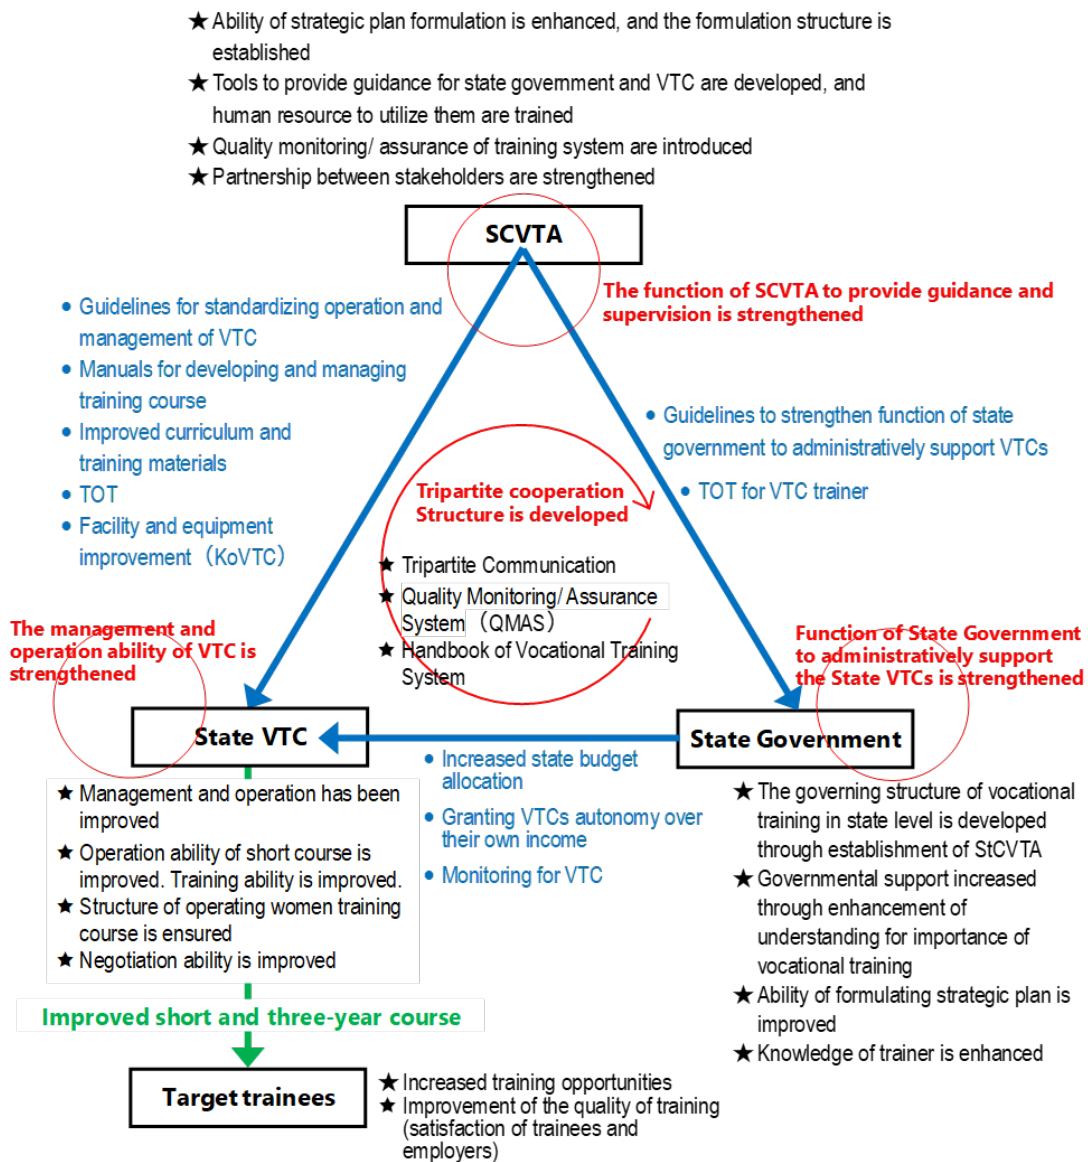 ★ Ability of strategic plan formulation is enhanced, and the formulation structure is
established
★ Tools to provide guidance for state government and VTC are developed, and
human resource to utilize them are trained
★ Quality monitoring/ assurance of training system are introduced
★ Partnership between stakeholders are strengthened
SCVTA
The function of SCVTA to provide guidance and
supervision is strengthened
• Guidelines for standardizing operation and
management of VTC
• Manuals for developing and managing
training course
• Improved curriculum and
training materials
• TOT
• Facility and equipment
improvement（KoVTC）
• Guidelines to strengthen function of state
government to administratively support VTCs
• TOT for VTC trainer
Tripartite cooperation
Structure is developed
★ Tripartite Communication
★ Quality Monitoring/ Assurance
System（QMAS）
★ Handbook of Vocational Training
System
The management and
operation ability of VTC is
strengthened
Function of State Government
to administratively support
the State VTCs is strengthened
State VTC
State Government
• Increased state budget
allocation
• Granting VTCs autonomy over
their own income
• Monitoring for VTC
★ Management and operation has been
improved
★ Operation ability of short course is
improved. Training ability is improved.
★ Structure of operating women training
course is ensured
★ Negotiation ability is improved
★ The governing structure of vocational
training in state level is developed
through establishment of StCVTA
★ Governmental support increased
through enhancement of
understanding for importance of
vocational training
★ Ability of formulating strategic plan is
improved
★ Knowledge of trainer is enhanced
Improved short and three-year course
Target trainees
★ Increased training opportunities
★ Improvement of the quality of training
(satisfaction of trainees and
employers)